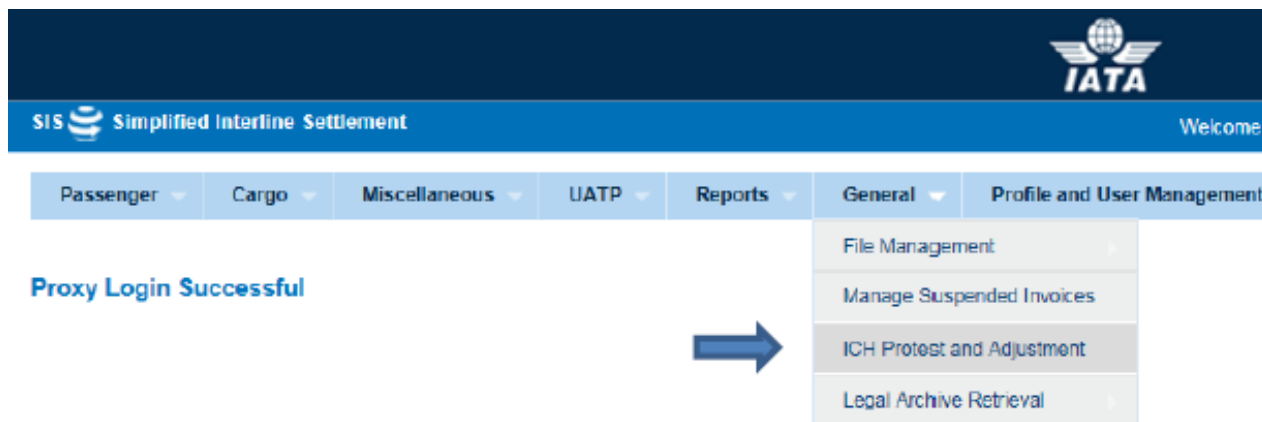 IATA
SIS Simplified Interline Settlement
Welcome
Passenger Cargo Miscellaneous UATP Reports General Profile and User Management
File Management
Proxy Login Successful
Manage Suspended Invoices
ICH Protest and Adjustment
Legal Archive Retrieval